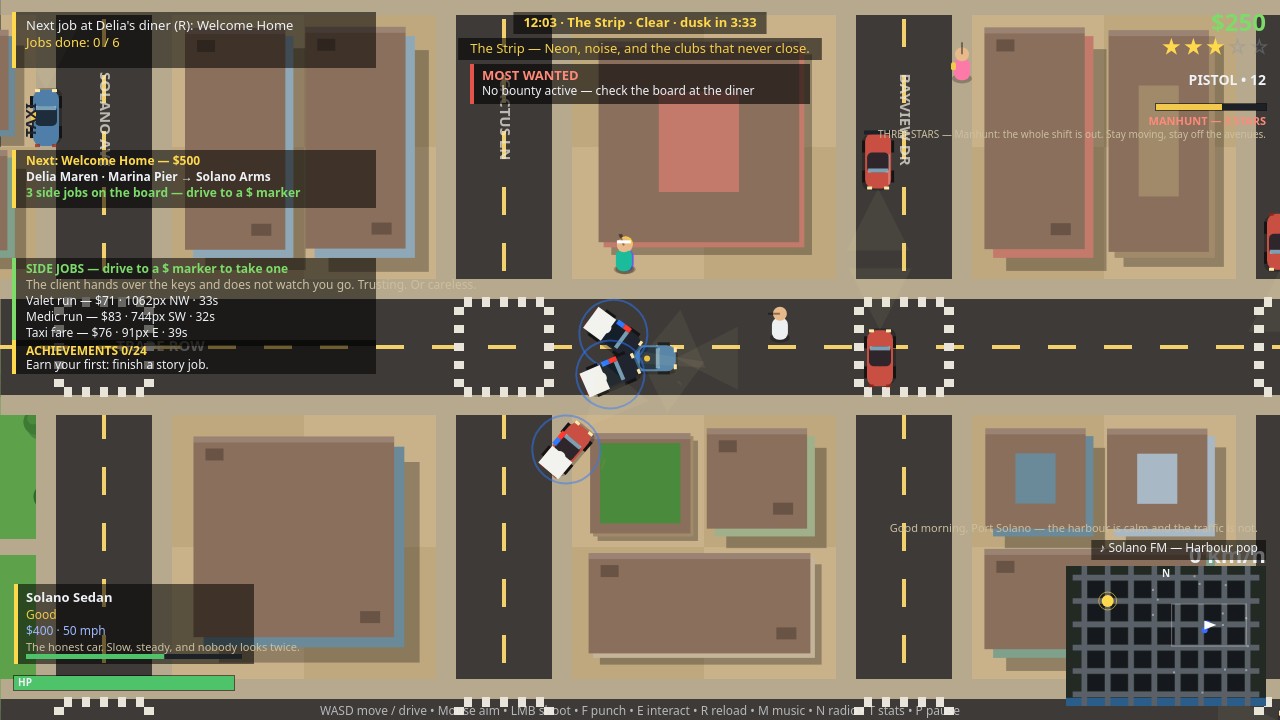 Next job at Delia's diner (R): Welcome Home
Jobs done: 0 / 6
12:03 · The Strip · Clear · dusk in 3:33
The Strip — Neon, noise, and the clubs that never close.
MOST WANTED
No bounty active — check the board at the diner
$250
★★★☆☆
PISTOL • 12
MANHUNT —
THREE STARS — Manhunt: the whole shift is out. Stay moving, stay off the avenues.
TAXI
SOLANO
BAYVIEW DR
Next: Welcome Home — $500
Delia Maren · Marina Pier → Solano Arms
3 side jobs on the board — drive to a $ marker
SIDE JOBS — drive to a $ marker to take one
The client hands over the keys and does not watch you go. Trusting. Or careless.
Valet run — $71 · 1062px NW · 33s
Medic run — $83 · 744px SW · 32s
Taxi fare — $76 · 91px E · 39s
ROW
ACHIEVEMENTS 0/24
Earn your first: finish a story job.
Good morning, Port Solano — the harbour is calm and the traffic is not.
♪ Solano FM — Harbour pop
0 km/h
N
Solano Sedan
Good
$400 · 50 mph
The honest car. Slow, steady, and nobody looks twice.
HP
WASD move / drive • Mouse aim • LMB shoot • F punch • E interact • R reload • M music • N radio • T stats • P pause